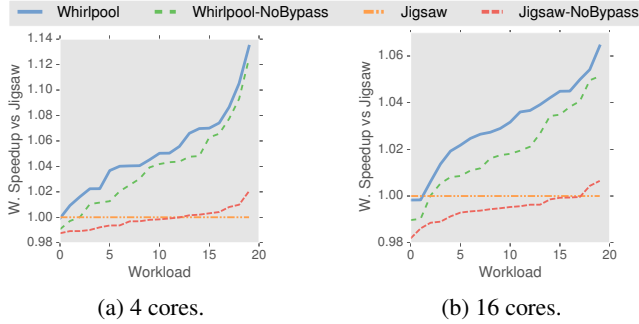 Whirlpool Whirlpool-NoBypass Jigsaw Jigsaw-NoBypass
W. Speedup vs Jigsaw
1.14
1.12
1.10
1.08
1.06
1.04
1.02
1.00
0.98
0 5 10 15 20
Workload
(a) 4 cores.
W. Speedup vs Jigsaw
1.06
1.04
1.02
1.00
0.98
0 5 10 15 20
Workload
(b) 16 cores.